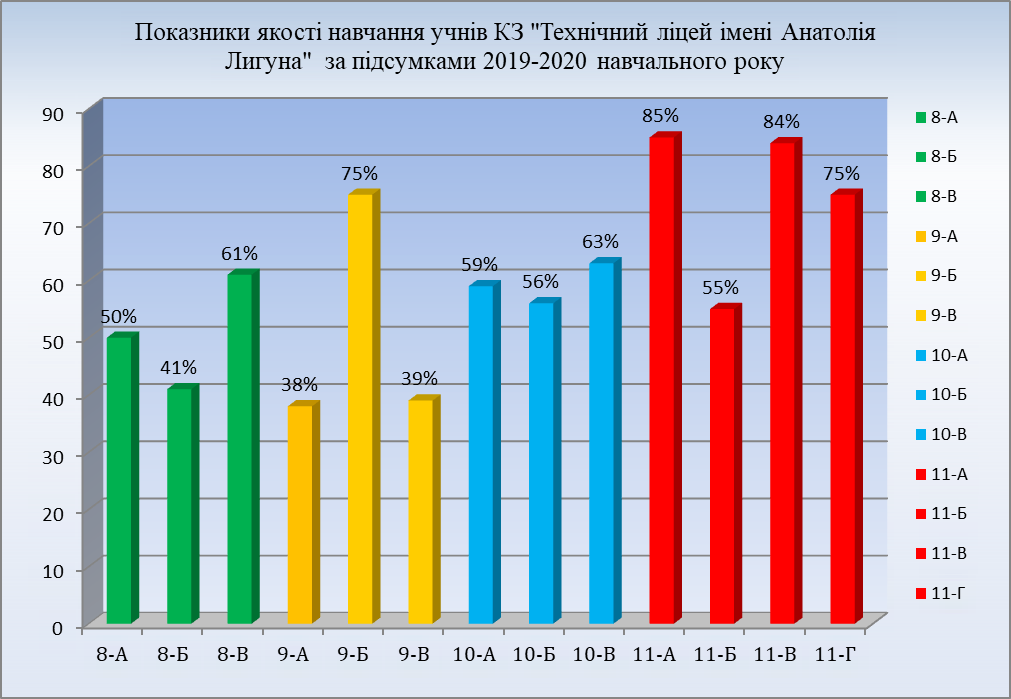 Показники якості навчання учнів КЗ "Технічний ліцей імені Анатолія
Лигуна" за підсумками 2019-2020 навчального року
90
80
70
60
50
40
30
20
10
0
50%
41%
61%
38%
75%
39%
59%
56%
63%
85%
55%
84%
75%
8-А
8-Б
8-В
9-А
9-Б
9-В
10-А
10-Б
10-В
11-А
11-Б
11-В
11-Г
8-А
8-Б
8-В
9-А
9-Б
9-В
10-А
10-Б
10-В
11-А
11-Б
11-В
11-Г